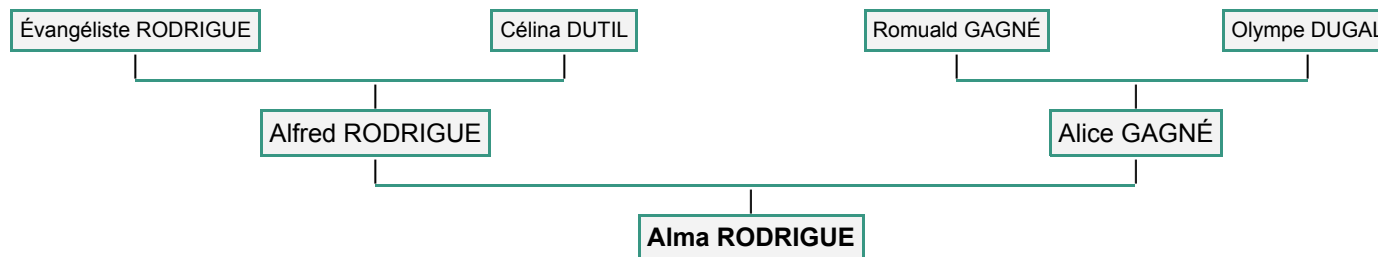 Évangéliste RODRIGUE Célina DUTIL Romuald GAGNÉ Olympe DUGAL
Alfred RODRIGUE Alice GAGNÉ
Alma RODRIGUE